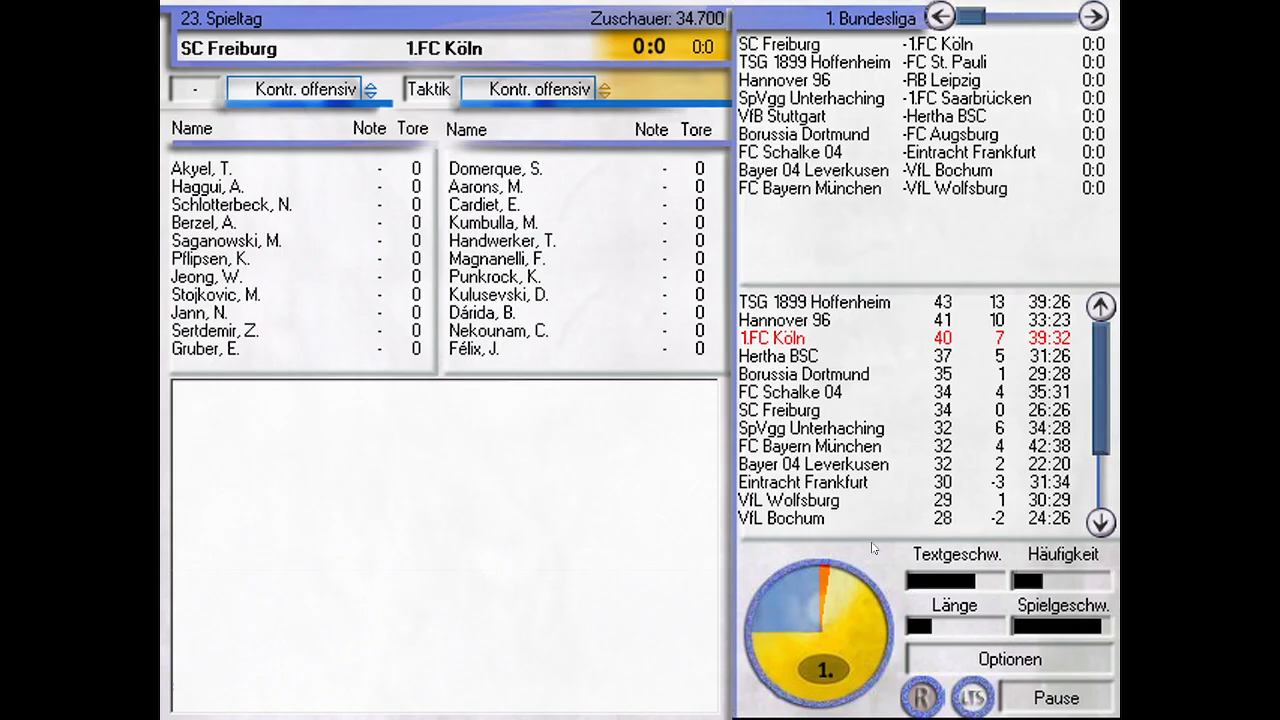 23. Spieltag Zuschauer: 34.700
SC Freiburg 1.FC Köln 0:0 0:0
- Kontr. offensiv Taktik Kontr. offensiv
Name Note Tore Name Note Tore
Akyel, T. - 0 Domerque, S. - 0
Haggui, A. - 0 Aarons, M. - 0
Schlotterbeck, N. - 0 Cardiet, E. - 0
Berzel, A. - 0 Kumbulla, M. - 0
Saganowski, M. - 0 Handwerker, T. - 0
Pflipsen, K. - 0 Magnanelli, F. - 0
Jeong, W. - 0 Punkrock, K. - 0
Stojkovic, M. - 0 Kulusevski, D. - 0
Jann, N. - 0 Dárida, B. - 0
Sertdemir, Z. - 0 Nekounam, C. - 0
Gruber, E. - 0 Félix, J. - 0
1. Bundesliga
SC Freiburg -1.FC Köln 0:0
TSG 1899 Hoffenheim -FC St. Pauli 0:0
Hannover 96 -RB Leipzig 0:0
SpVgg Unterhaching -1.FC Saarbrücken 0:0
VfB Stuttgart -Hertha BSC 0:0
Borussia Dortmund -FC Augsburg 0:0
FC Schalke 04 -Eintracht Frankfurt 0:0
Bayer 04 Leverkusen -VfL Bochum 0:0
FC Bayern München -VfL Wolfsburg 0:0
TSG 1899 Hoffenheim 43 13 39:26
Hannover 96 41 10 33:23
1.FC Köln 40 7 39:32
Hertha BSC 37 5 31:26
Borussia Dortmund 35 1 29:28
FC Schalke 04 34 4 35:31
SC Freiburg 34 0 26:26
SpVgg Unterhaching 32 6 34:28
FC Bayern München 32 4 42:38
Bayer 04 Leverkusen 32 2 22:20
Eintracht Frankfurt 30 -3 31:34
VfL Wolfsburg 29 1 30:29
VfL Bochum 28 -2 24:26
Textgeschw. Häufigkeit
Länge Spielgeschw.
Optionen
1.
R LTS Pause